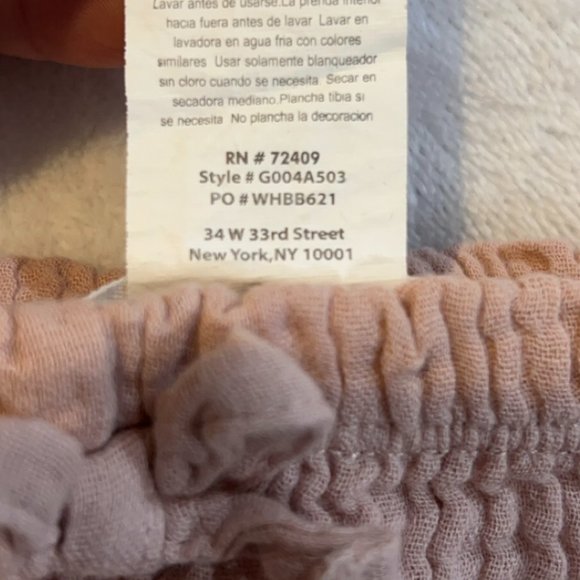 Lavar antes de usarse.La prenda interior
hacia fuera antes de lavar Lavar en
lavadora en agua fria con colores
similares Usar solamente blanqueador
sin cloro cuando se necesita Secar en
secadora mediano.Plancha tibia si
se necesita No plancha la decoracion
RN # 72409
Style # G004A503
PO # WHBB621
34 W 33rd Street
New York,NY 10001